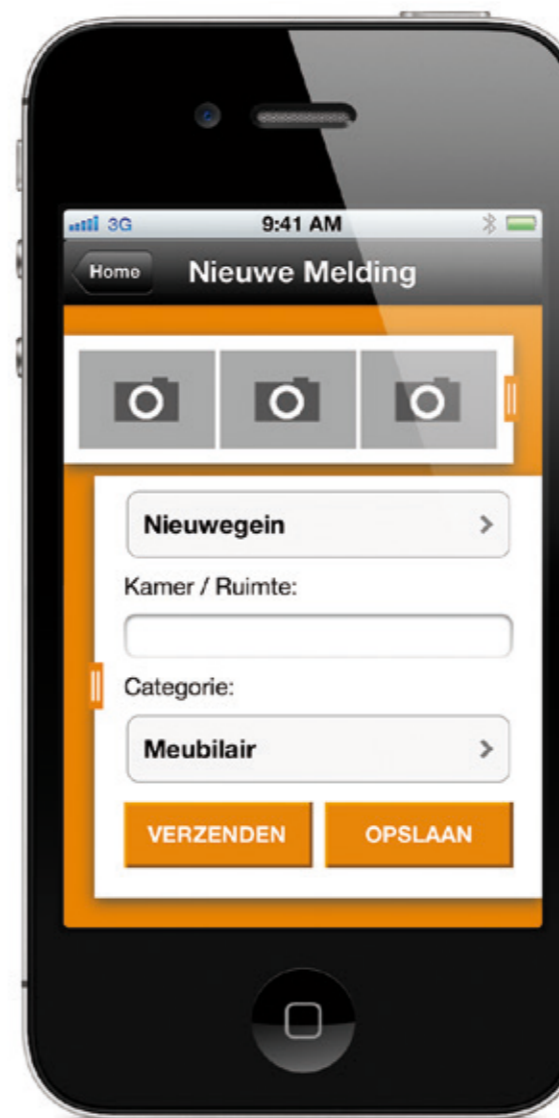 3G 9:41 AM
Home Nieuwe Melding
Nieuwegein
Kamer / Ruimte:
Categorie:
Meubilair
VERZENDEN OPSLAAN